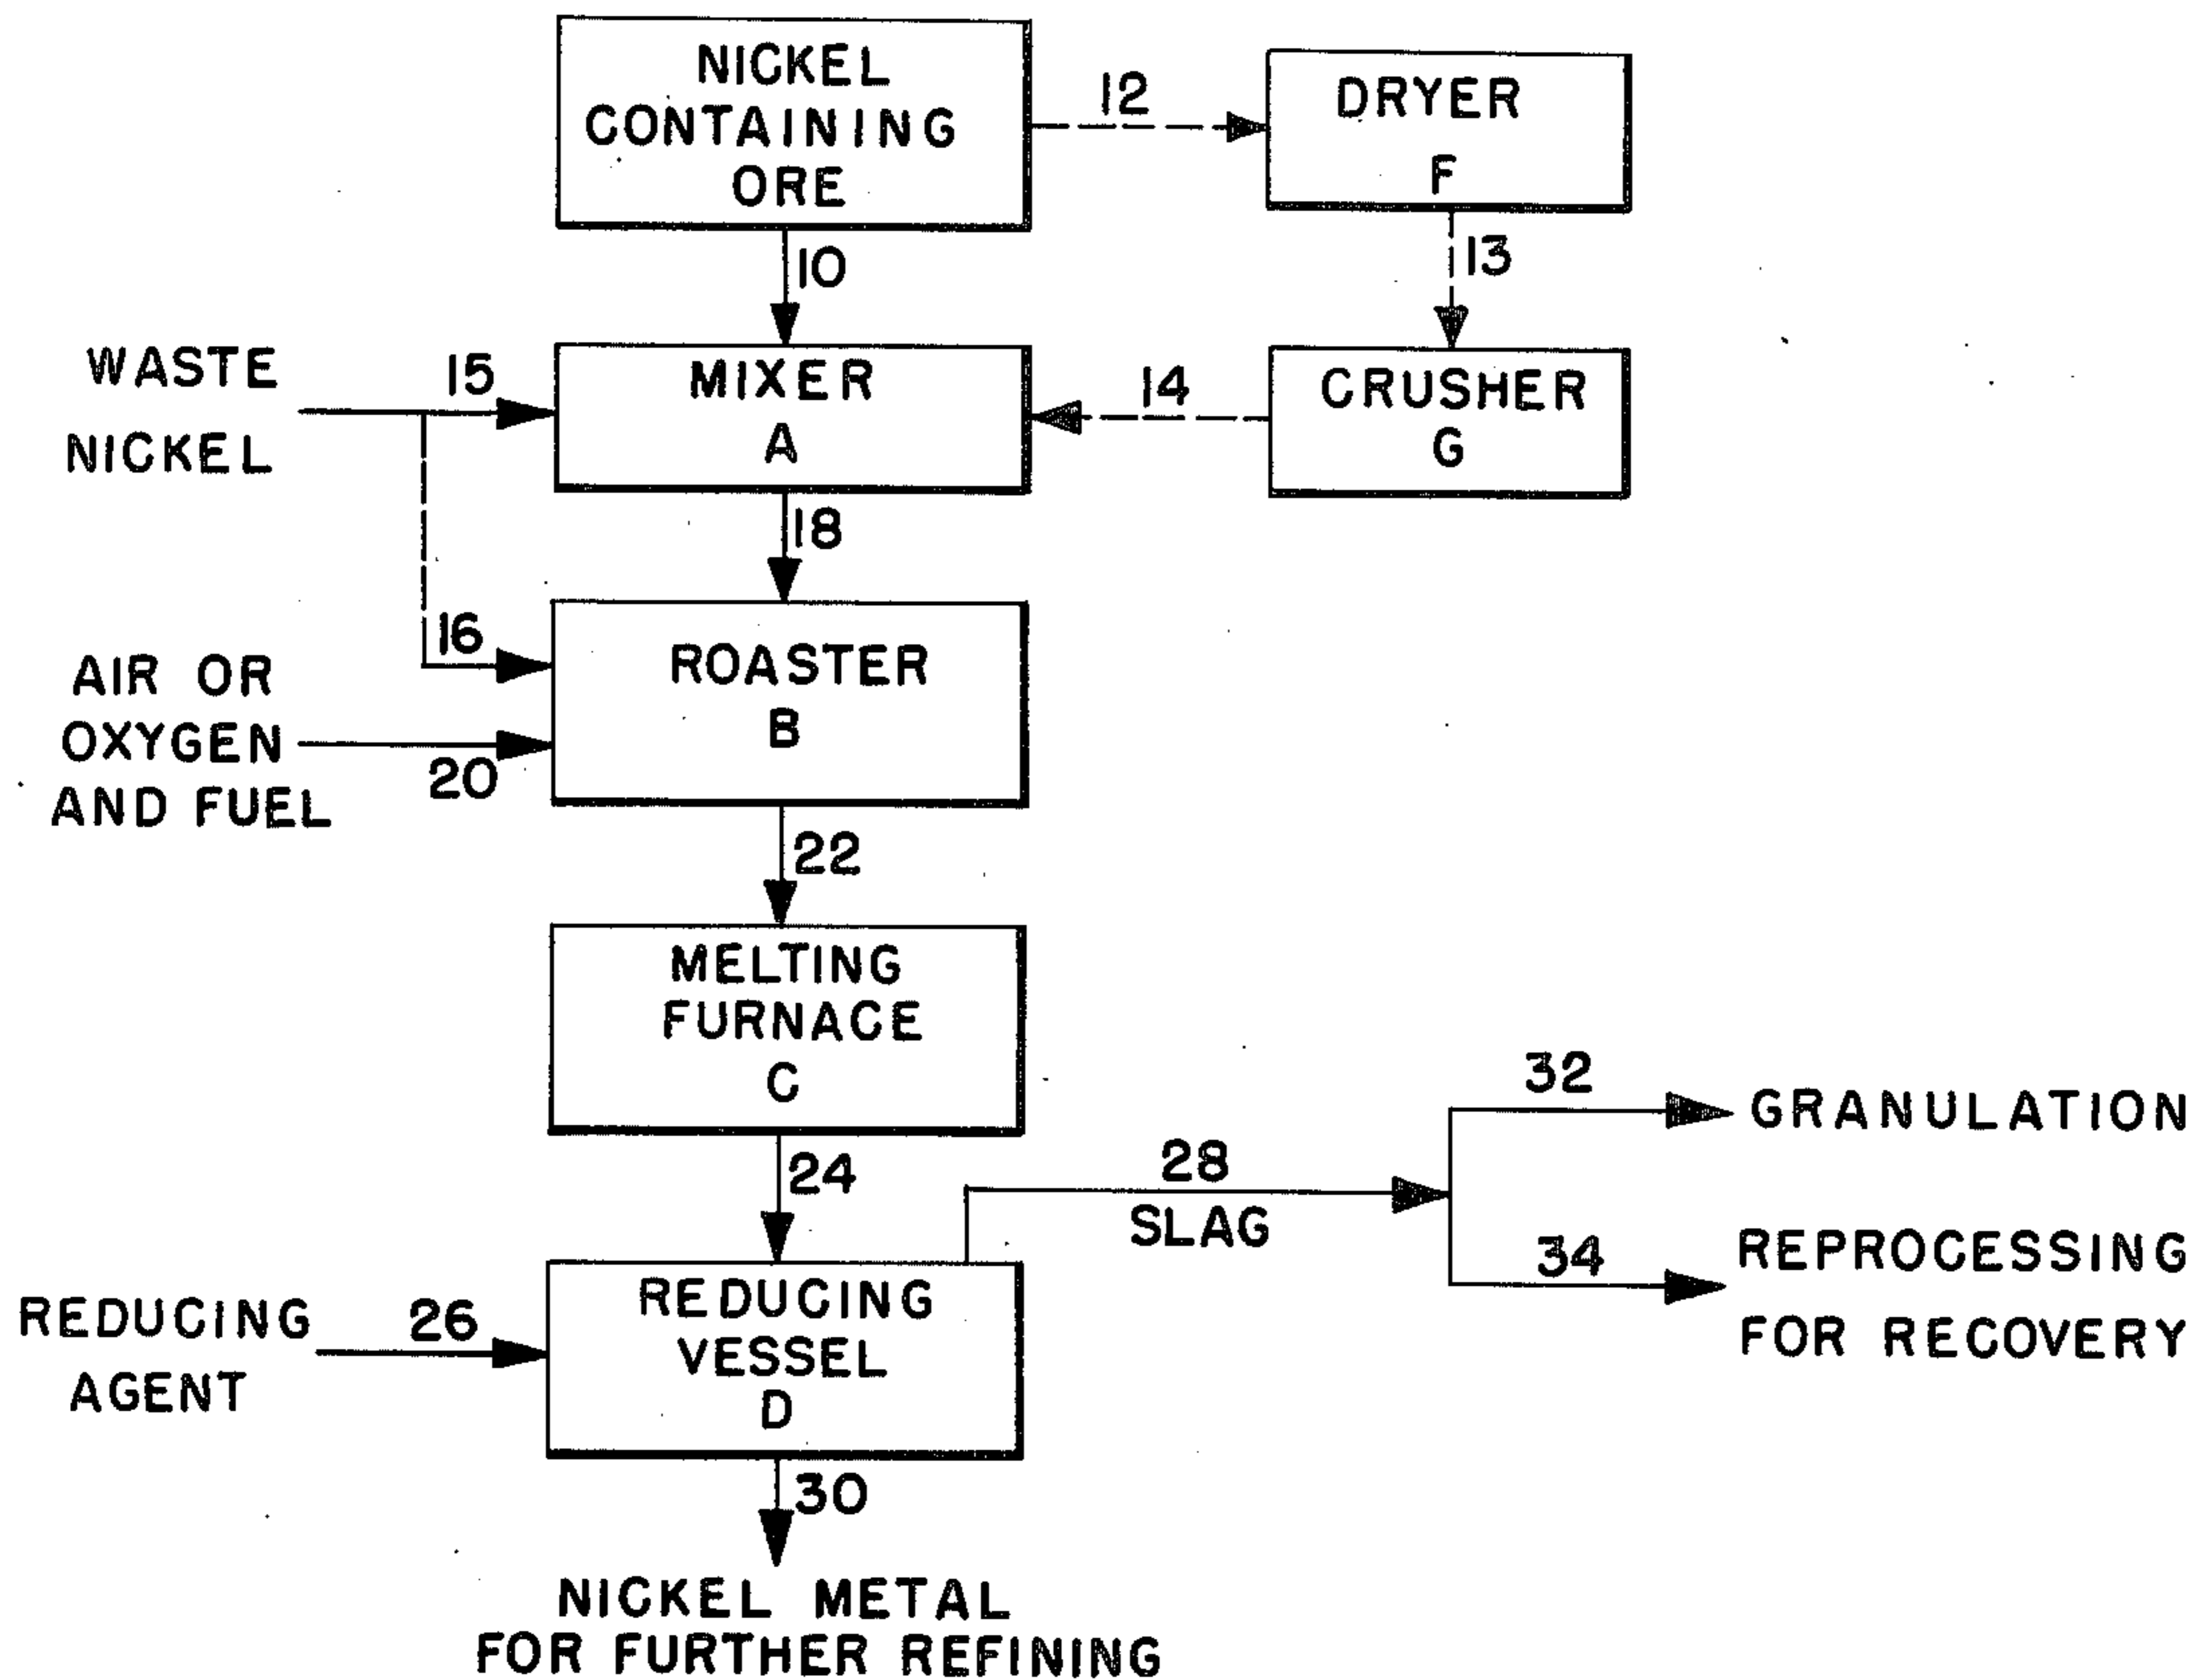 NICKEL
CONTAINING
ORE
12
DRYER
F
10
13
WASTE
NICKEL
15
MIXER
A
14
CRUSHER
G
18
16
AIR OR
OXYGEN
AND FUEL
20
ROASTER
B
22
MELTING
FURNACE
C
24
28
SLAG
32
GRANULATION
34
REPROCESSING
FOR RECOVERY
REDUCING
AGENT
26
REDUCING
VESSEL
D
30
NICKEL METAL
FOR FURTHER REFINING